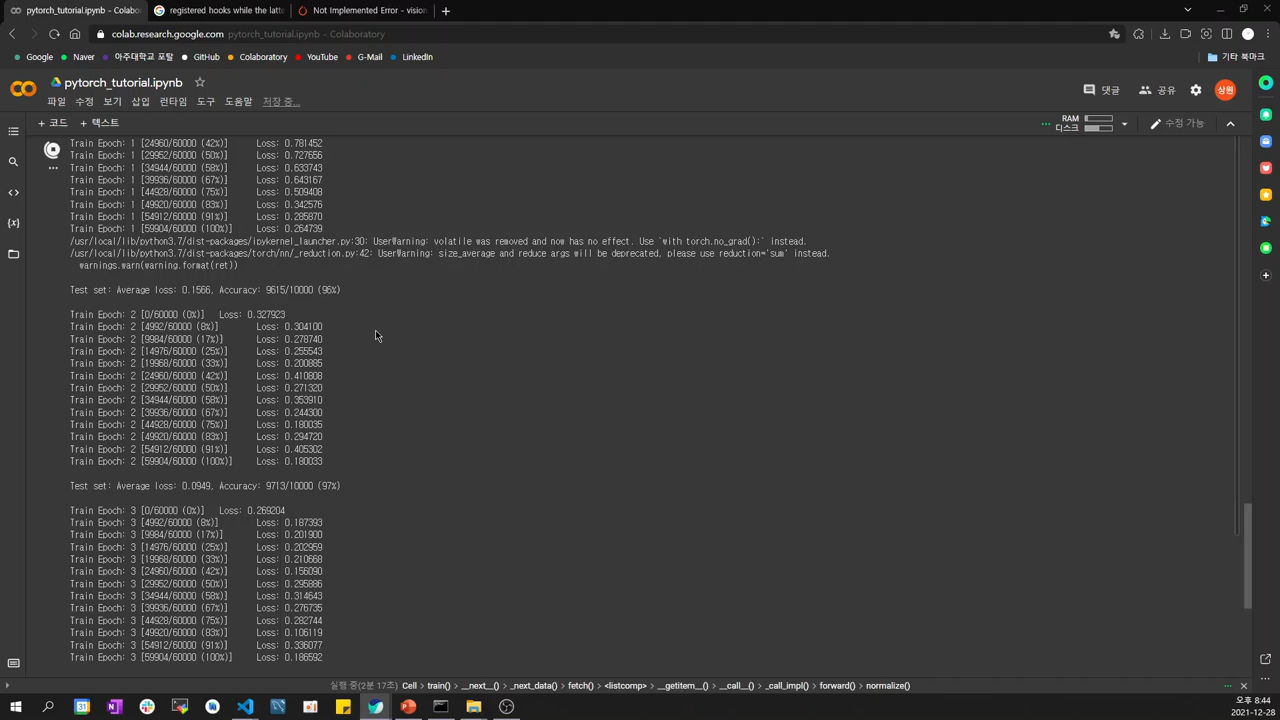 pytorch_tutorial.ipynb - Colabo
registered hooks while the latte
Not Implemented Error - vision
colab.research.google.com pytorch_tutorial.ipynb - Colaboratory
Google Naver 아주대학교 포탈 GitHub Colaboratory YouTube G-Mail LinkedIn 기타 북마크
pytorch_tutorial.ipynb
댓글 공유 상원
파일 수정 보기 삽입 런타임 도구 도움말 저장 중...
+ 코드 + 텍스트 RAM 디스크 수정 가능
Train Epoch: 1 [24960/60000 (42%)] Loss: 0.781452
Train Epoch: 1 [29952/60000 (50%)] Loss: 0.727656
Train Epoch: 1 [34944/60000 (58%)] Loss: 0.633743
Train Epoch: 1 [39936/60000 (67%)] Loss: 0.643167
Train Epoch: 1 [44928/60000 (75%)] Loss: 0.509408
Train Epoch: 1 [49920/60000 (83%)] Loss: 0.342576
Train Epoch: 1 [54912/60000 (91%)] Loss: 0.285870
Train Epoch: 1 [59904/60000 (100%)] Loss: 0.264739
/usr/local/lib/python3.7/dist-packages/ipykernel_launcher.py:30: UserWarning: volatile was removed and now has no effect. Use `with torch.no_grad():` instead.
/usr/local/lib/python3.7/dist-packages/torch/nn/_reduction.py:42: UserWarning: size_average and reduce args will be deprecated, please use reduction='sum' instead.
warnings.warn(warning.format(ret))
Test set: Average loss: 0.1566, Accuracy: 9615/10000 (96%)
Train Epoch: 2 [0/60000 (0%)] Loss: 0.327923
Train Epoch: 2 [4992/60000 (8%)] Loss: 0.304100
Train Epoch: 2 [9984/60000 (17%)] Loss: 0.278740
Train Epoch: 2 [14976/60000 (25%)] Loss: 0.255543
Train Epoch: 2 [19968/60000 (33%)] Loss: 0.200885
Train Epoch: 2 [24960/60000 (42%)] Loss: 0.410808
Train Epoch: 2 [29952/60000 (50%)] Loss: 0.271320
Train Epoch: 2 [34944/60000 (58%)] Loss: 0.353910
Train Epoch: 2 [39936/60000 (67%)] Loss: 0.244300
Train Epoch: 2 [44928/60000 (75%)] Loss: 0.180035
Train Epoch: 2 [49920/60000 (83%)] Loss: 0.294720
Train Epoch: 2 [54912/60000 (91%)] Loss: 0.405302
Train Epoch: 2 [59904/60000 (100%)] Loss: 0.180033
Test set: Average loss: 0.0949, Accuracy: 9713/10000 (97%)
Train Epoch: 3 [0/60000 (0%)] Loss: 0.269204
Train Epoch: 3 [4992/60000 (8%)] Loss: 0.187393
Train Epoch: 3 [9984/60000 (17%)] Loss: 0.201900
Train Epoch: 3 [14976/60000 (25%)] Loss: 0.202959
Train Epoch: 3 [19968/60000 (33%)] Loss: 0.210668
Train Epoch: 3 [24960/60000 (42%)] Loss: 0.156090
Train Epoch: 3 [29952/60000 (50%)] Loss: 0.295886
Train Epoch: 3 [34944/60000 (58%)] Loss: 0.314643
Train Epoch: 3 [39936/60000 (67%)] Loss: 0.276735
Train Epoch: 3 [44928/60000 (75%)] Loss: 0.282744
Train Epoch: 3 [49920/60000 (83%)] Loss: 0.106119
Train Epoch: 3 [54912/60000 (91%)] Loss: 0.336077
Train Epoch: 3 [59904/60000 (100%)] Loss: 0.186592
실행 중(2분 17초) Cell > train() > __next__() > _next_data() > fetch() > <listcomp> > __getitem__() > __call__() > _call_impl() > forward() > normalize()
오후 8:44
2021-12-28